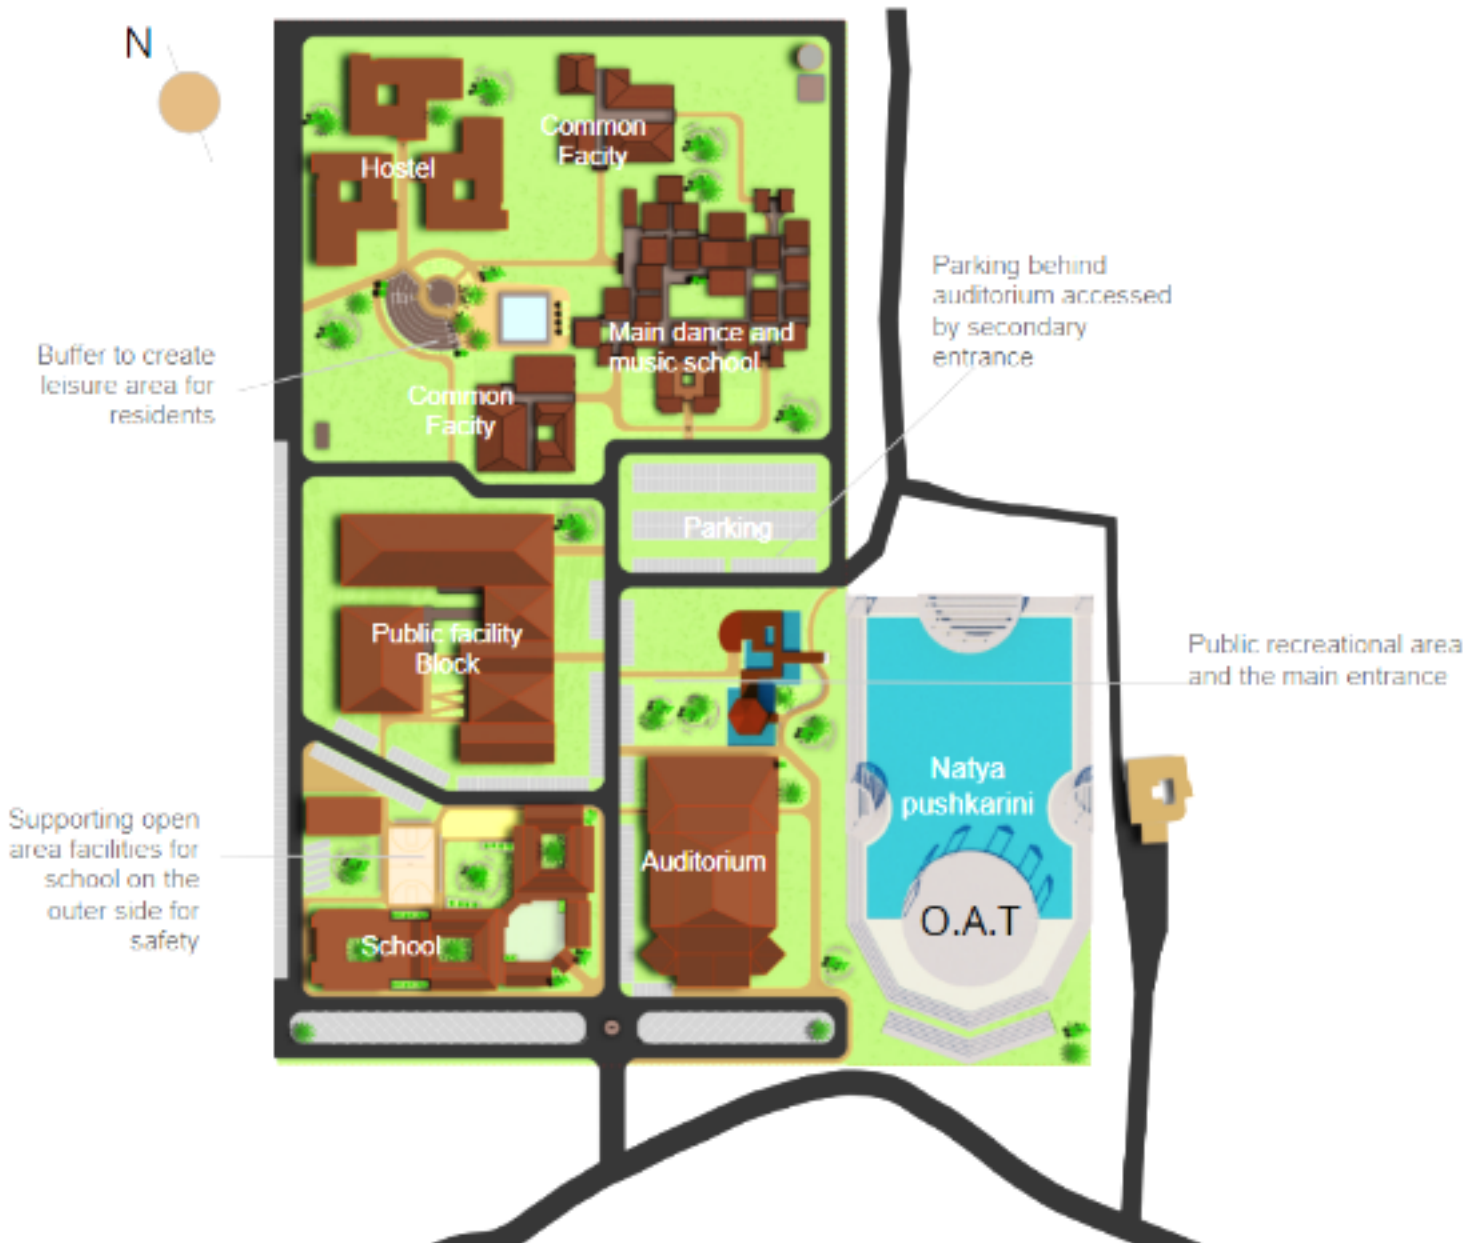 N
Hostel
Common
Facity
Main dance and
music school
Parking behind
auditorium accessed
by secondary
entrance
Buffer to create
leisure area for
residents
Common
Facity
Parking
Public facility
Block
Public recreational area
and the main entrance
Natya
pushkarini
Supporting open
area facilities for
school on the
outer side for
safety
Auditorium
O.A.T
School